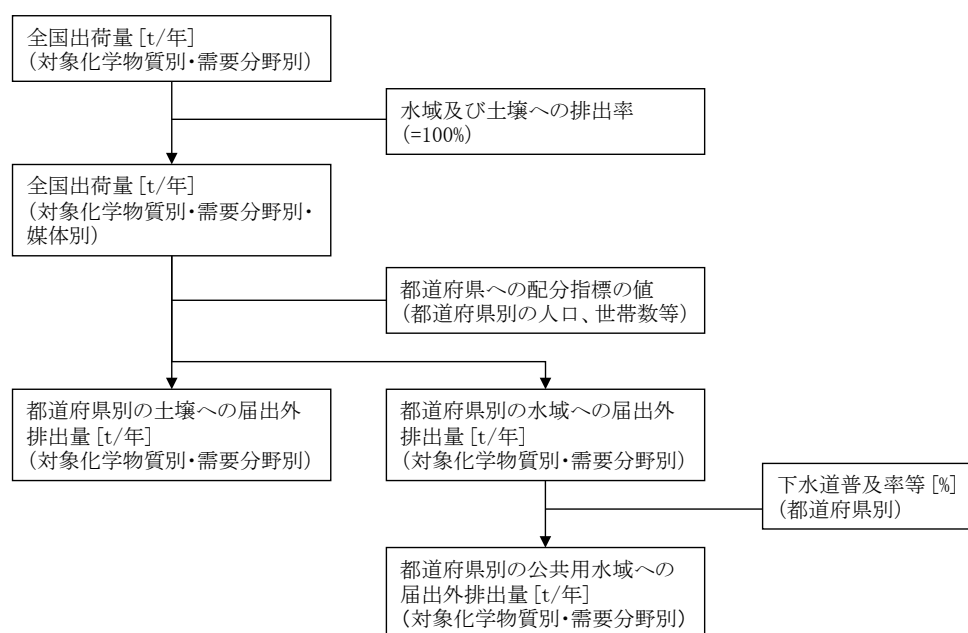 全国出荷量[t/年]
(対象化学物質別・需要分野別)
水域及び土壌への排出率
(=100%)
全国出荷量[t/年]
(対象化学物質別・需要分野別・
媒体別)
都道府県への配分指標の値
(都道府県別の人口、世帯数等)
都道府県別の土壌への届出外
排出量[t/年]
(対象化学物質別・需要分野別)
都道府県別の水域への届出外
排出量[t/年]
(対象化学物質別・需要分野別)
下水道普及率等[%]
(都道府県別)
都道府県別の公共用水域への
届出外排出量[t/年]
(対象化学物質別・需要分野別)